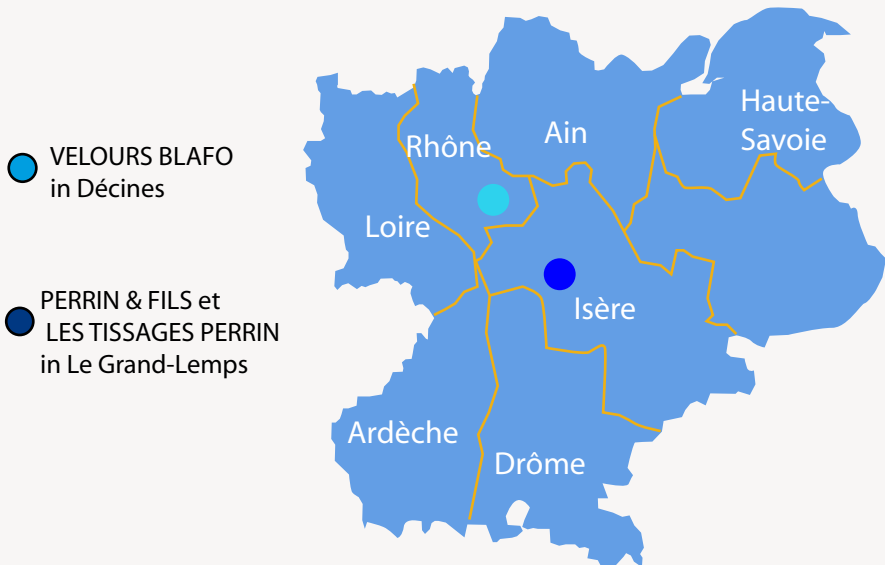 VELOURS BLAFO
in Décines
PERRIN & FILS et
LES TISSAGES PERRIN
in Le Grand-Lemps
Haute-
Savoie
Ain
Rhône
Loire
Isère
Ardèche
Drôme